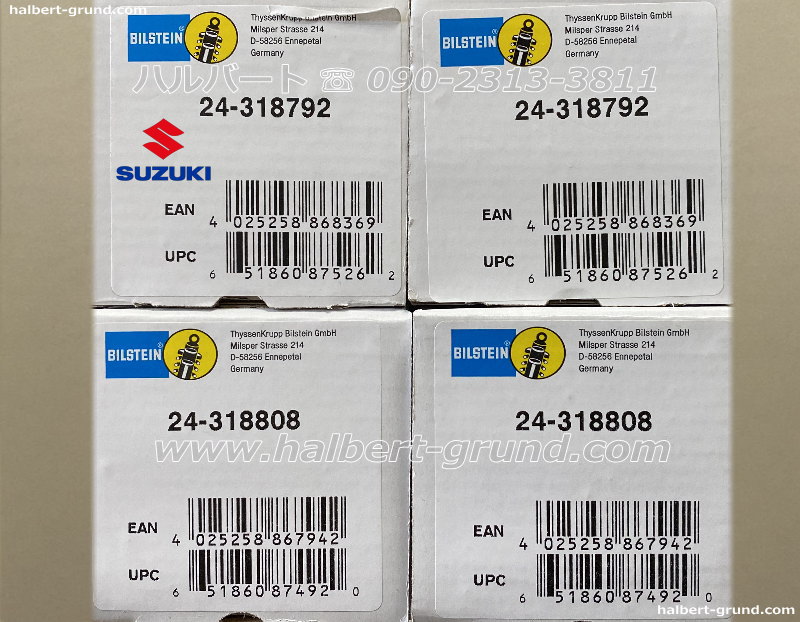 halbert-grund.com
BILSTEIN®
ThyssenKrupp Bilstein GmbH
Milsper Strasse 214
D-58256 Ennepetal
Germany
BILSTEIN®
ThyssenKrupp Bilstein GmbH
Milsper Strasse 214
D-58256 Ennepetal
Germany
ハルバート ☎ 090-2313-3811
24-318792
24-318792
SUZUKI
EAN
4 025258 868369
UPC
6 51860 87526 2
EAN
4 025258 868369
UPC
6 51860 87526 2
BILSTEIN®
ThyssenKrupp Bilstein GmbH
Milsper Strasse 214
D-58256 Ennepetal
Germany
BILSTEIN®
ThyssenKrupp Bilstein GmbH
Milsper Strasse 214
D-58256 Ennepetal
Germany
24-318808
24-318808
www.halbert-grund.com
EAN
4 025258 867942
UPC
6 51860 87492 0
EAN
4 025258 867942
UPC
6 51860 87492 0
halbert-grund.com